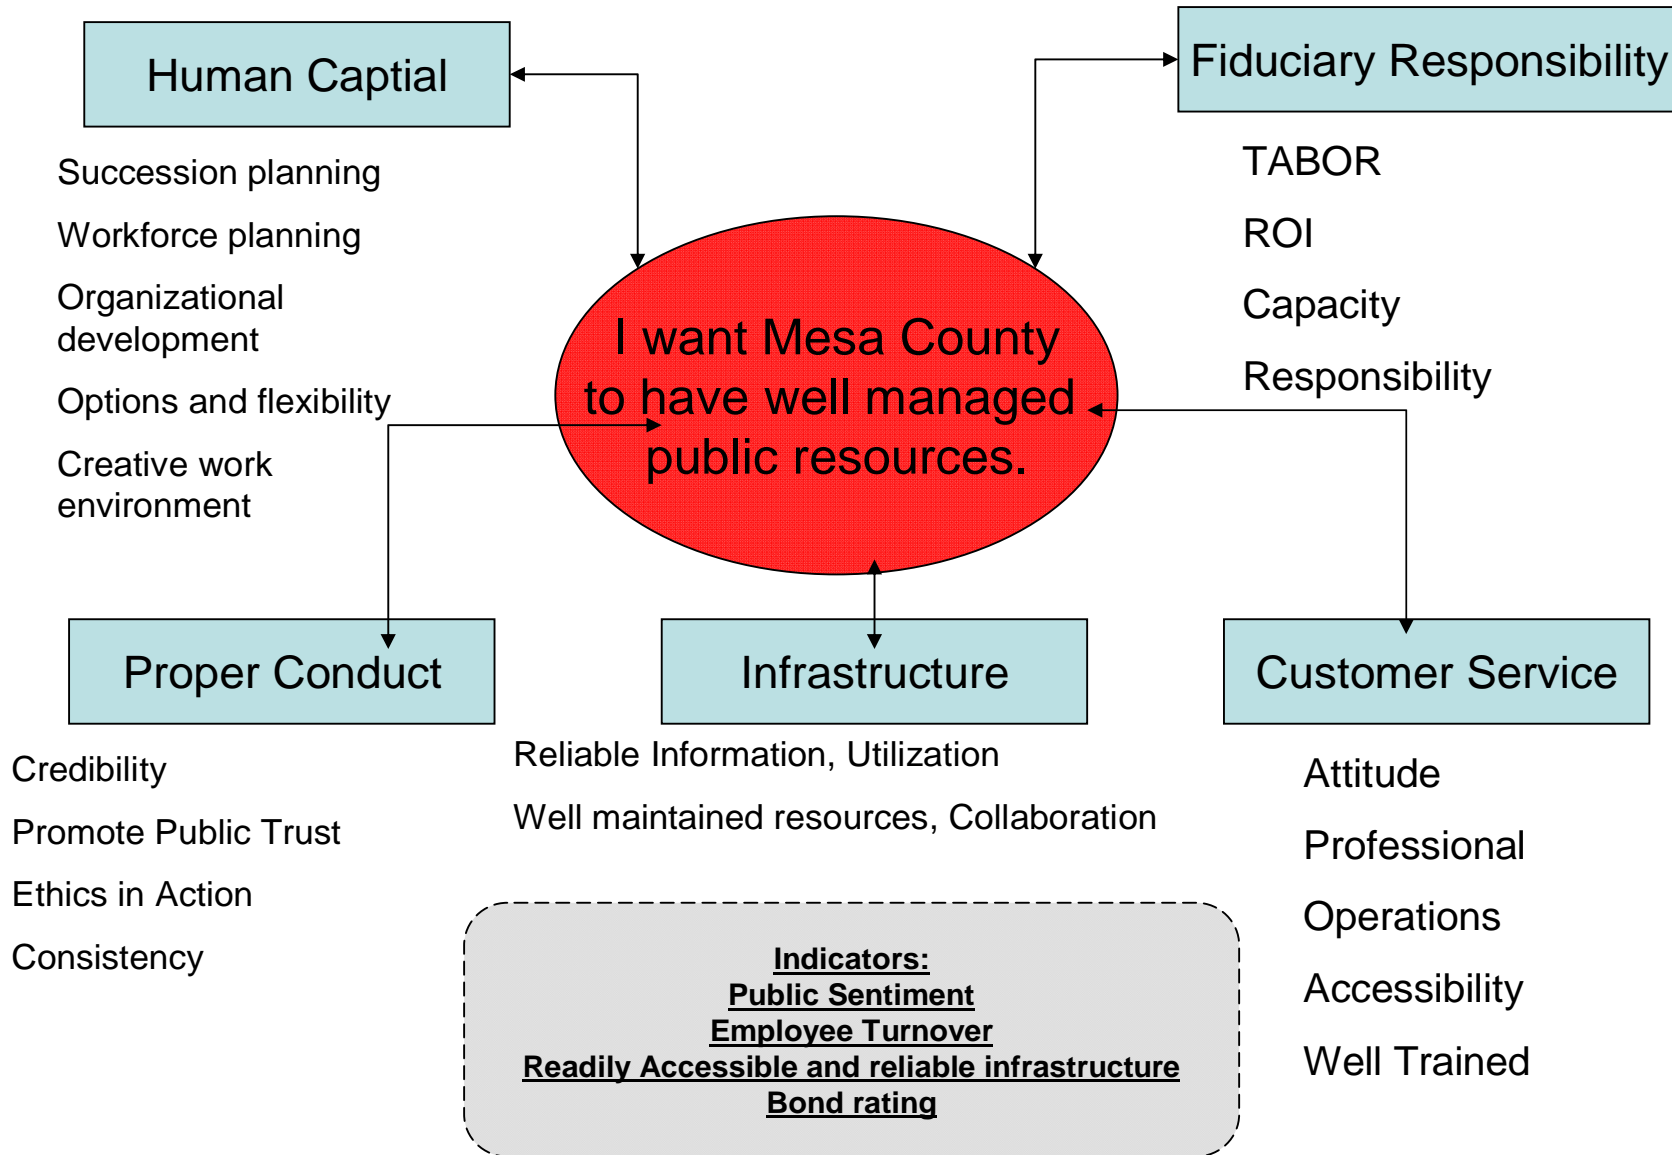 Human Captial
Succession planning
Workforce planning
Organizational
development
Options and flexibility
Creative work
environment
Fiduciary Responsibility
TABOR
ROI
Capacity
Responsibility
I want Mesa County
to have well managed
public resources.
Proper Conduct
Credibility
Promote Public Trust
Ethics in Action
Consistency
Infrastructure
Reliable Information, Utilization
Well maintained resources, Collaboration
Customer Service
Attitude
Professional
Operations
Accessibility
Well Trained
Indicators:
Public Sentiment
Employee Turnover
Readily Accessible and reliable infrastructure
Bond rating